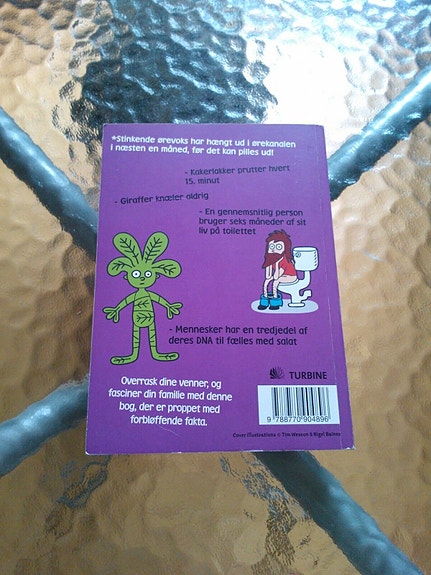 *Stinkende ørevoks har hængt ud i ørekanalen
i næsten en måned, før det kan pilles ud!
- Kakerlakker prutter hvert
15. minut
- Giraffer knæler aldrig
- En gennemsnitlig person
bruger seks måneder af sit
liv på toilettet
- Mennesker har en tredjedel af
deres DNA til fælles med salat
Overrask dine venner, og
fasciner din familie med denne
bog, der er proppet med
forbløffende fakta.
TURBINE
9 788770 904896
Cover illustrations © Tim Wesson & Nigel Baines